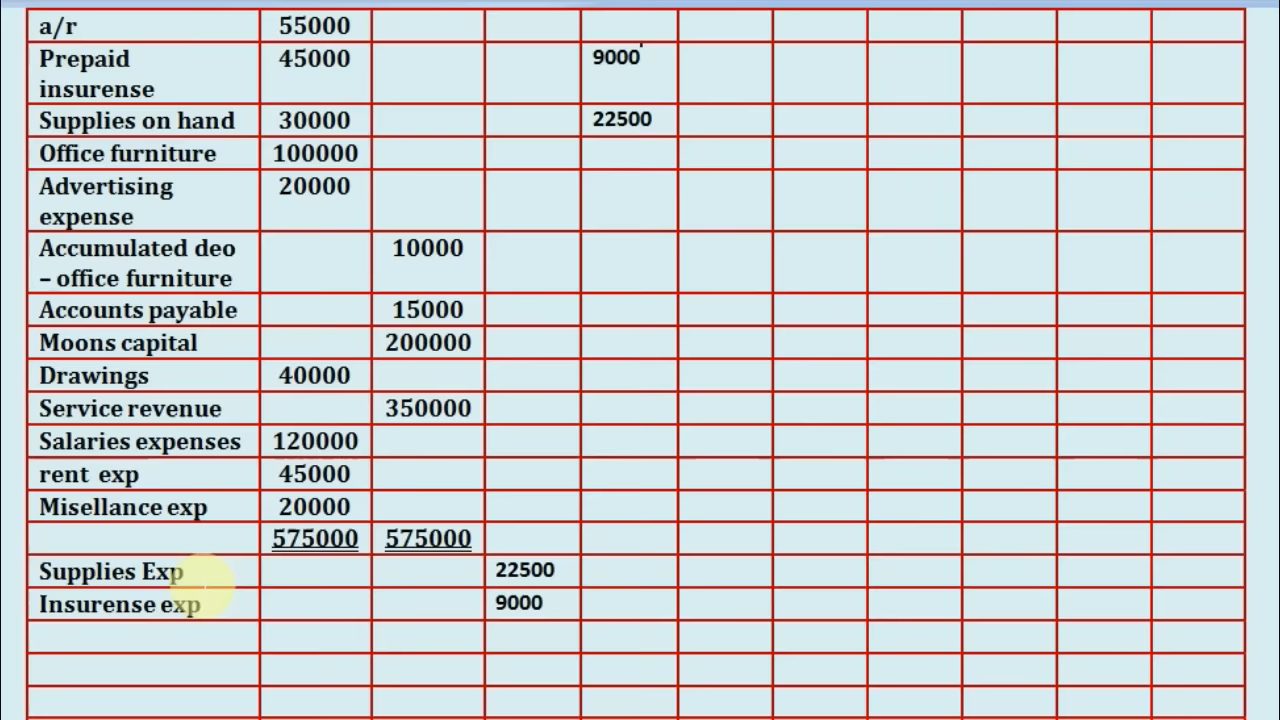 a/r 55000
Prepaid 45000 9000
insurense
Supplies on hand 30000 22500
Office furniture 100000
Advertising 20000
expense
Accumulated deo 10000
– office furniture
Accounts payable 15000
Moons capital 200000
Drawings 40000
Service revenue 350000
Salaries expenses 120000
rent exp 45000
Misellance exp 20000
575000 575000
Supplies Exp 22500
Insurense exp 9000